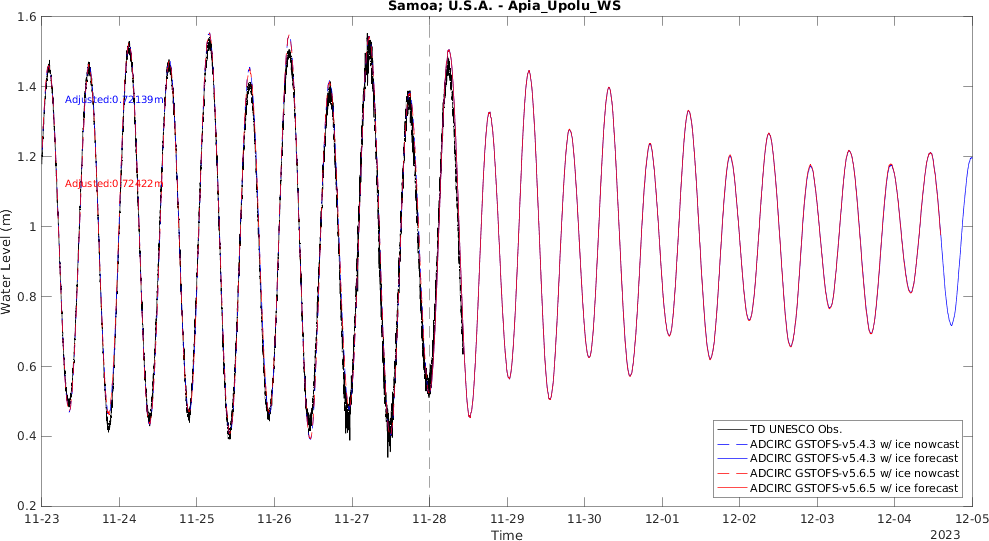 Samoa; U.S.A. - Apia_Upolu_WS
1.6
1.4
1.2
1
0.8
0.6
0.4
0.2
Water Level (m)
Adjusted:0.72139m
Adjusted:0.72422m
TD UNESCO Obs.
ADCIRC GSTOFS-v5.4.3 w/ ice nowcast
ADCIRC GSTOFS-v5.4.3 w/ ice forecast
ADCIRC GSTOFS-v5.6.5 w/ ice nowcast
ADCIRC GSTOFS-v5.6.5 w/ ice forecast
11-23 11-24 11-25 11-26 11-27 11-28 11-29 11-30 12-01 12-02 12-03 12-04 12-05
Time
2023